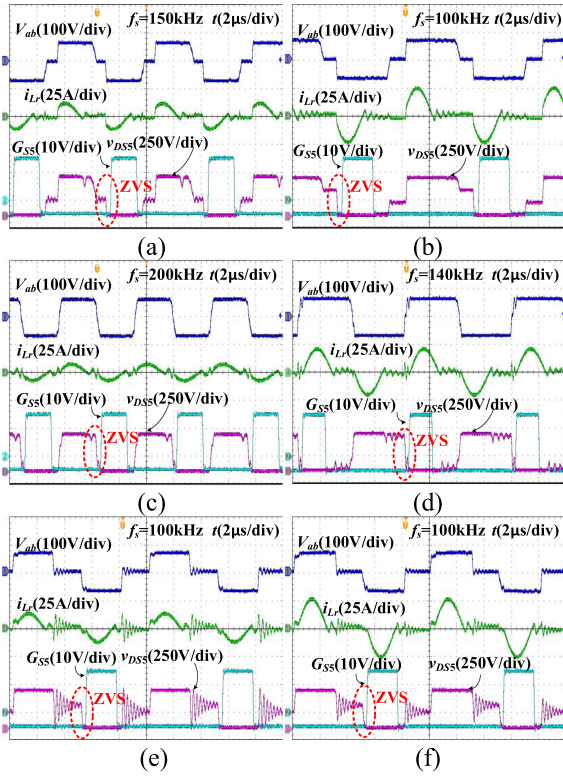 fs=150kHz t(2μs/div)
Vab(100V/div)
iLr(25A/div)
GS5(10V/div)
vDS5(250V/div)
ZVS
(a)
fs=100kHz t(2μs/div)
Vab(100V/div)
iLr(25A/div)
GS5(10V/div)
vDS5(250V/div)
ZVS
(b)
fs=200kHz t(2μs/div)
Vab(100V/div)
iLr(25A/div)
GS5(10V/div)
vDS5(250V/div)
ZVS
(c)
fs=140kHz t(2μs/div)
Vab(100V/div)
iLr(25A/div)
GS5(10V/div)
vDS5(250V/div)
ZVS
(d)
fs=100kHz t(2μs/div)
Vab(100V/div)
iLr(25A/div)
GS5(10V/div)
vDS5(250V/div)
ZVS
(e)
fs=100kHz t(2μs/div)
Vab(100V/div)
iLr(25A/div)
GS5(10V/div)
vDS5(250V/div)
ZVS
(f)